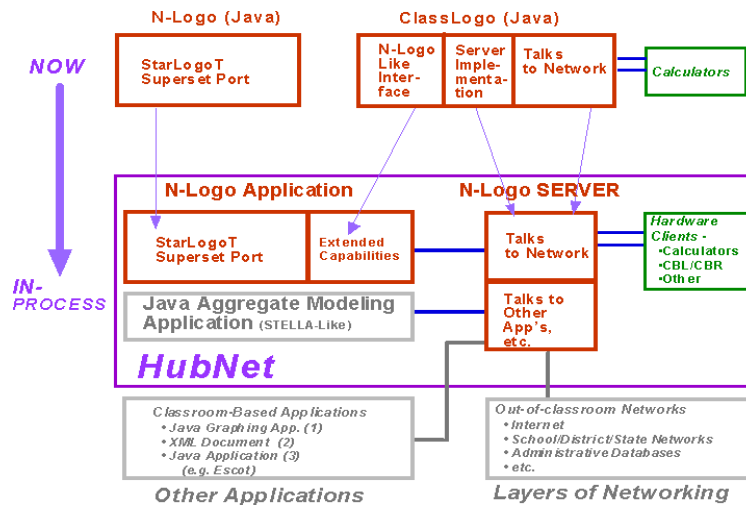 N-Logo (Java)
ClassLogo (Java)
NOW
StarLogoT
Superset Port
N-Logo
Like
Inter-
face
Server
Imple-
menta-
tion
Talks
to Network
Calculators
N-Logo Application
N-Logo SERVER
StarLogoT
Superset Port
Extended
Capabilities
Talks
to Network
Hardware
Clients -
•Calculators
•CBL/CBR
•Other
IN-
PROCESS
Java Aggregate Modeling
Application (STELLA-Like)
Talks to
Other
App's,
etc.
HubNet
Classroom-Based Applications
• Java Graphing App. (1)
• XML Document (2)
• Java Application (3)
(e.g. Escot)
Out-of-classroom Networks
• Internet
• School/District/State Networks
• Administrative Databases
• etc.
Other Applications
Layers of Networking